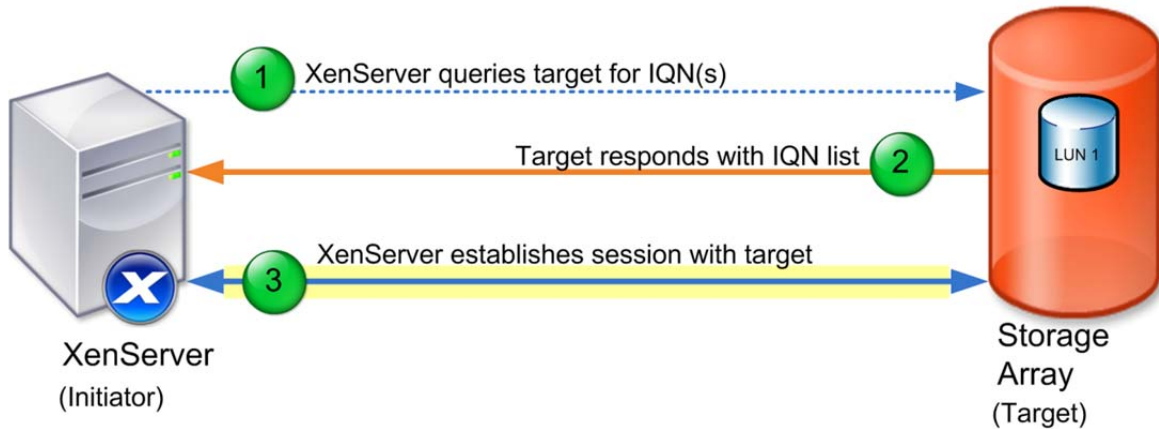 1
XenServer queries target for IQN(s)
Target responds with IQN list
2
LUN 1
XenServer establishes session with target
3
X
XenServer
(Initiator)
Storage
Array
(Target)